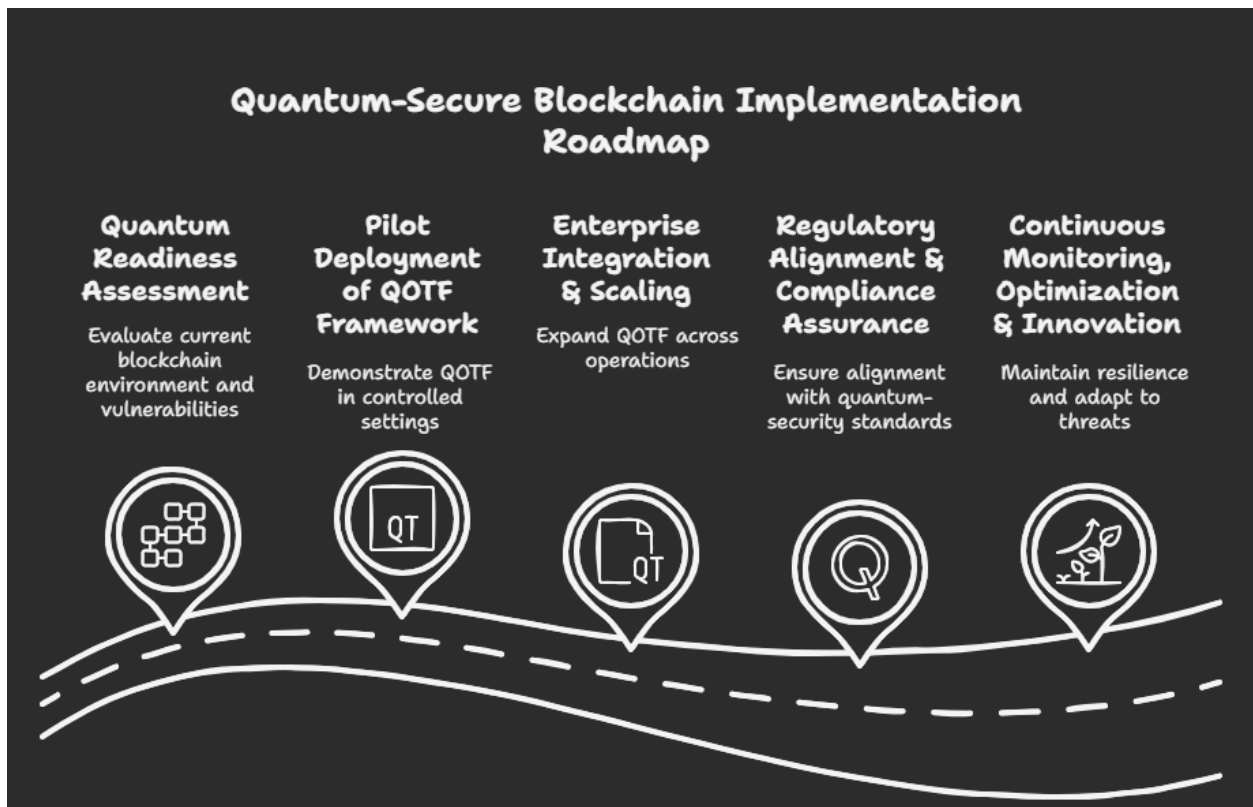 Quantum-Secure Blockchain Implementation
Roadmap
Quantum
Readiness
Assessment
Evaluate current
blockchain
environment and
vulnerabilities
Pilot
Deployment
of QOTF
Framework
Demonstrate QOTF
in controlled
settings
Enterprise
Integration
& Scaling
Expand QOTF across
operations
Regulatory
Alignment &
Compliance
Assurance
Ensure alignment
with quantum-
security standards
Continuous
Monitoring,
Optimization
& Innovation
Maintain resilience
and adapt to
threats
QT
QT
Q